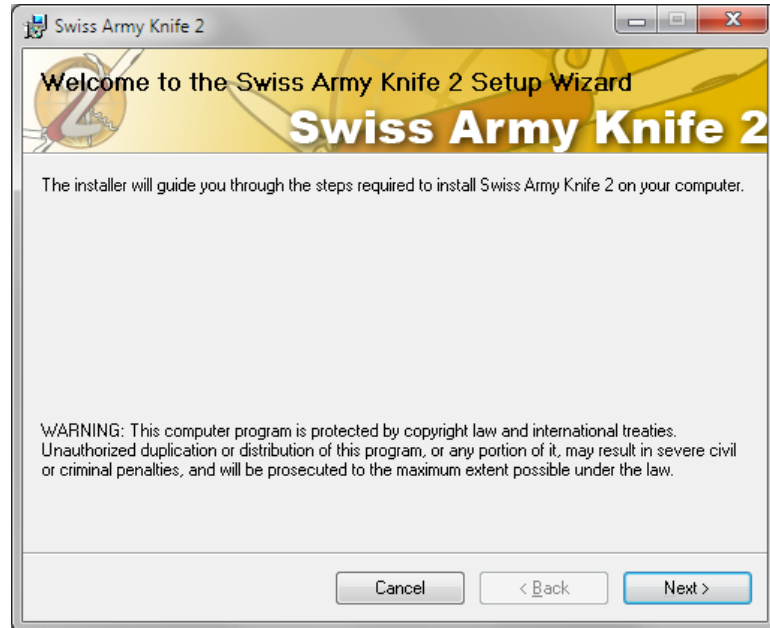 Swiss Army Knife 2
Welcome to the Swiss Army Knife 2 Setup Wizard
Swiss Army Knife 2
The installer will guide you through the steps required to install Swiss Army Knife 2 on your computer.
WARNING: This computer program is protected by copyright law and international treaties.
Unauthorized duplication or distribution of this program, or any portion of it, may result in severe civil
or criminal penalties, and will be prosecuted to the maximum extent possible under the law.
Cancel
< Back
Next >